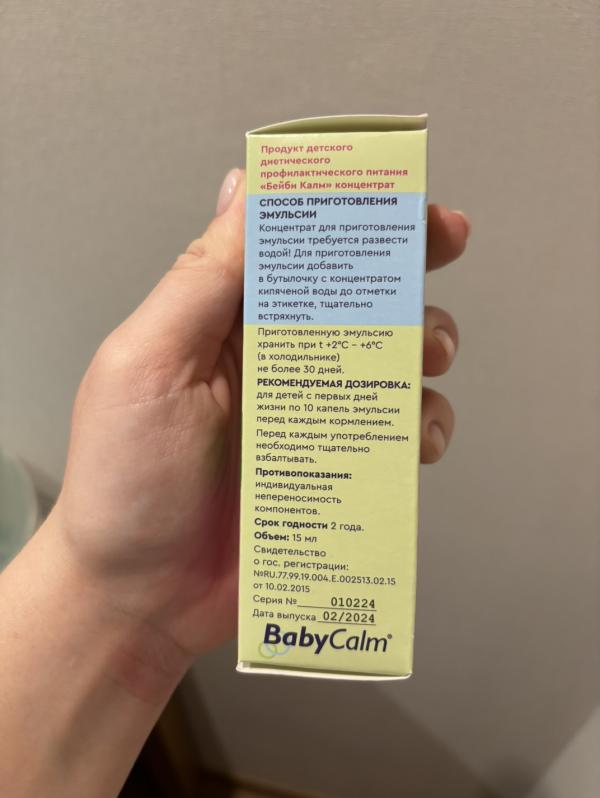 Продукт детского
диетического
профилактического питания
«Бейби Калм» концентрат
СПОСОБ ПРИГОТОВЛЕНИЯ
ЭМУЛЬСИИ
Концентрат для приготовления
эмульсии требуется развести
водой! Для приготовления
эмульсии добавить
в бутылочку с концентратом
кипяченой воды до отметки
на этикетке, тщательно
встряхнуть.
Приготовленную эмульсию
хранить при t +2°C – +6°C
(в холодильнике)
не более 30 дней.
РЕКОМЕНДУЕМАЯ ДОЗИРОВКА:
для детей с первых дней
жизни по 10 капель эмульсии
перед каждым кормлением.
Перед каждым употреблением
необходимо тщательно
взбалтывать.
Противопоказания:
индивидуальная
непереносимость
компонентов.
Срок годности 2 года.
Объем: 15 мл
Свидетельство
о гос. регистрации:
№RU.77.99.19.004.Е.002513.02.15
от 10.02.2015
Серия № 010224
Дата выпуска 02/2024
BabyCalm®